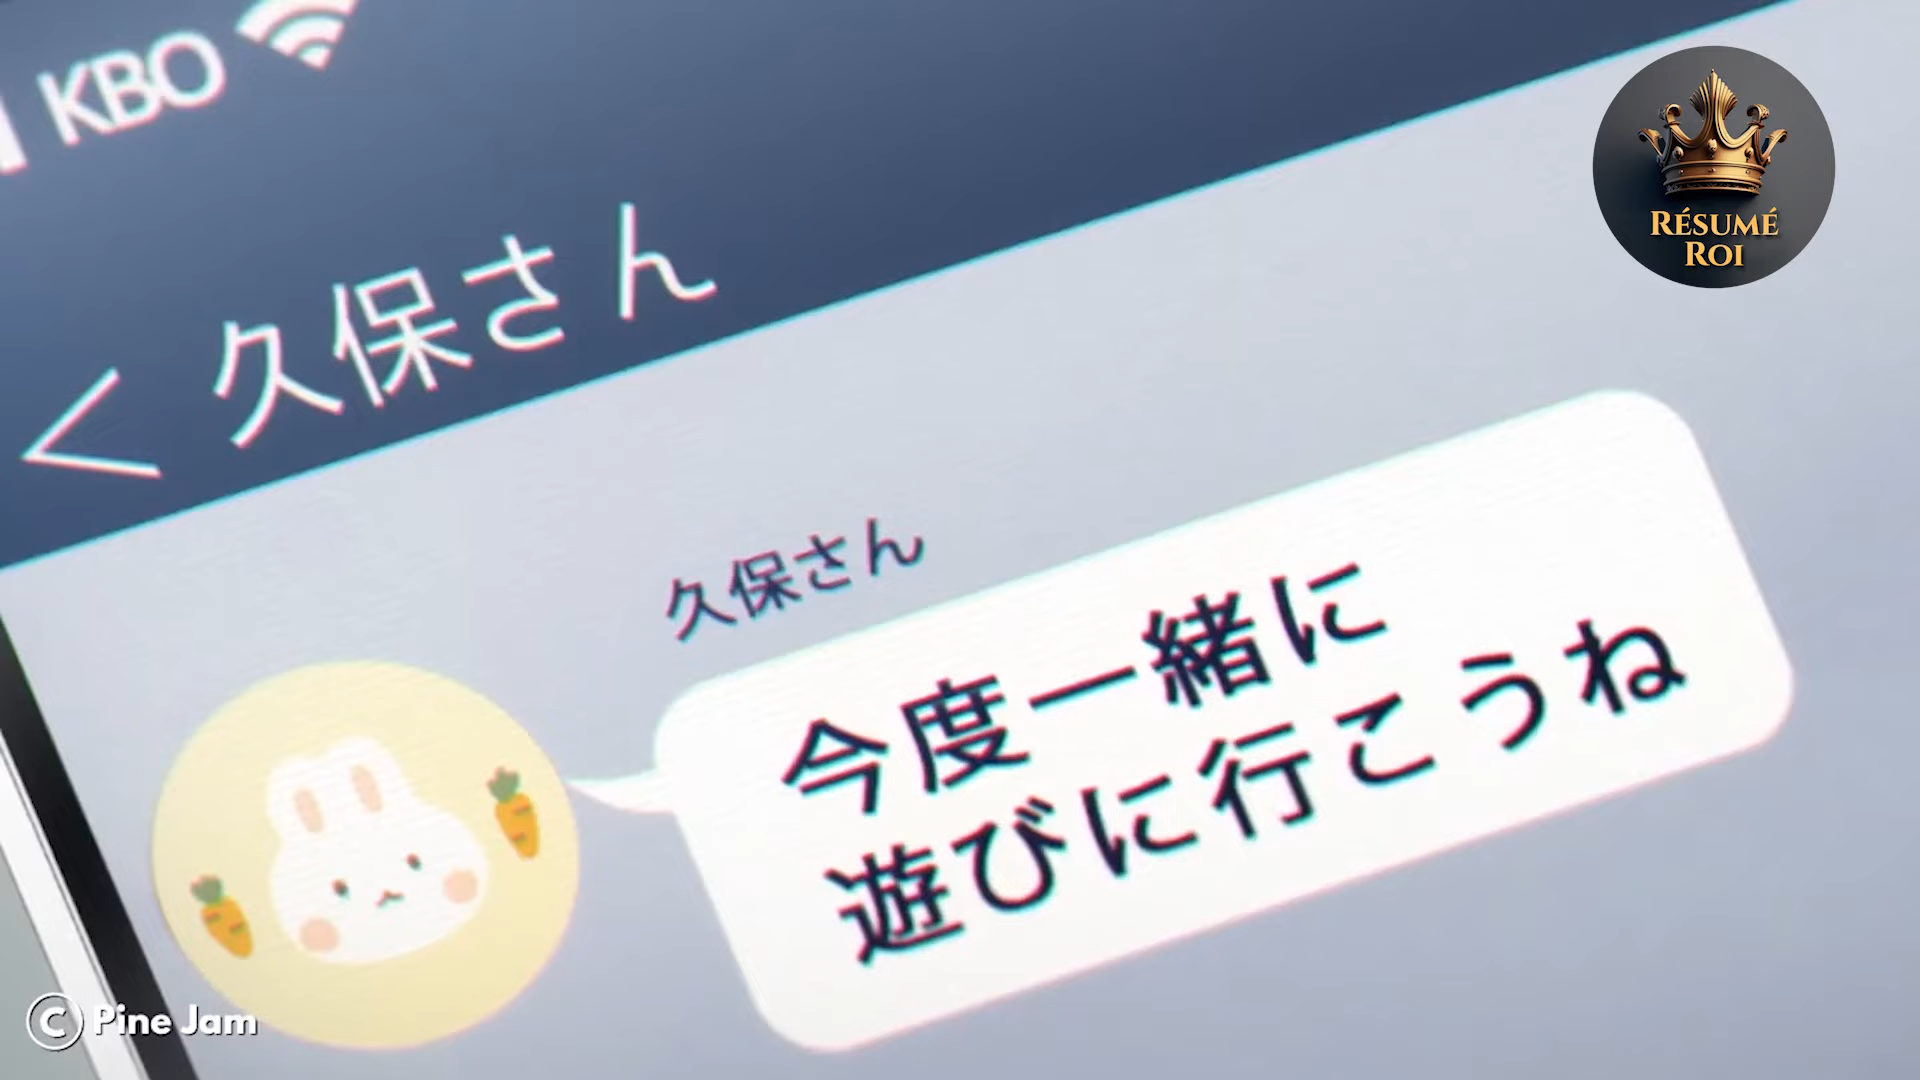 KBO
RÉSUMÉ
ROI
< 久保さん
久保さん
今度一緒に
遊びに行こうね
© Pine Jam